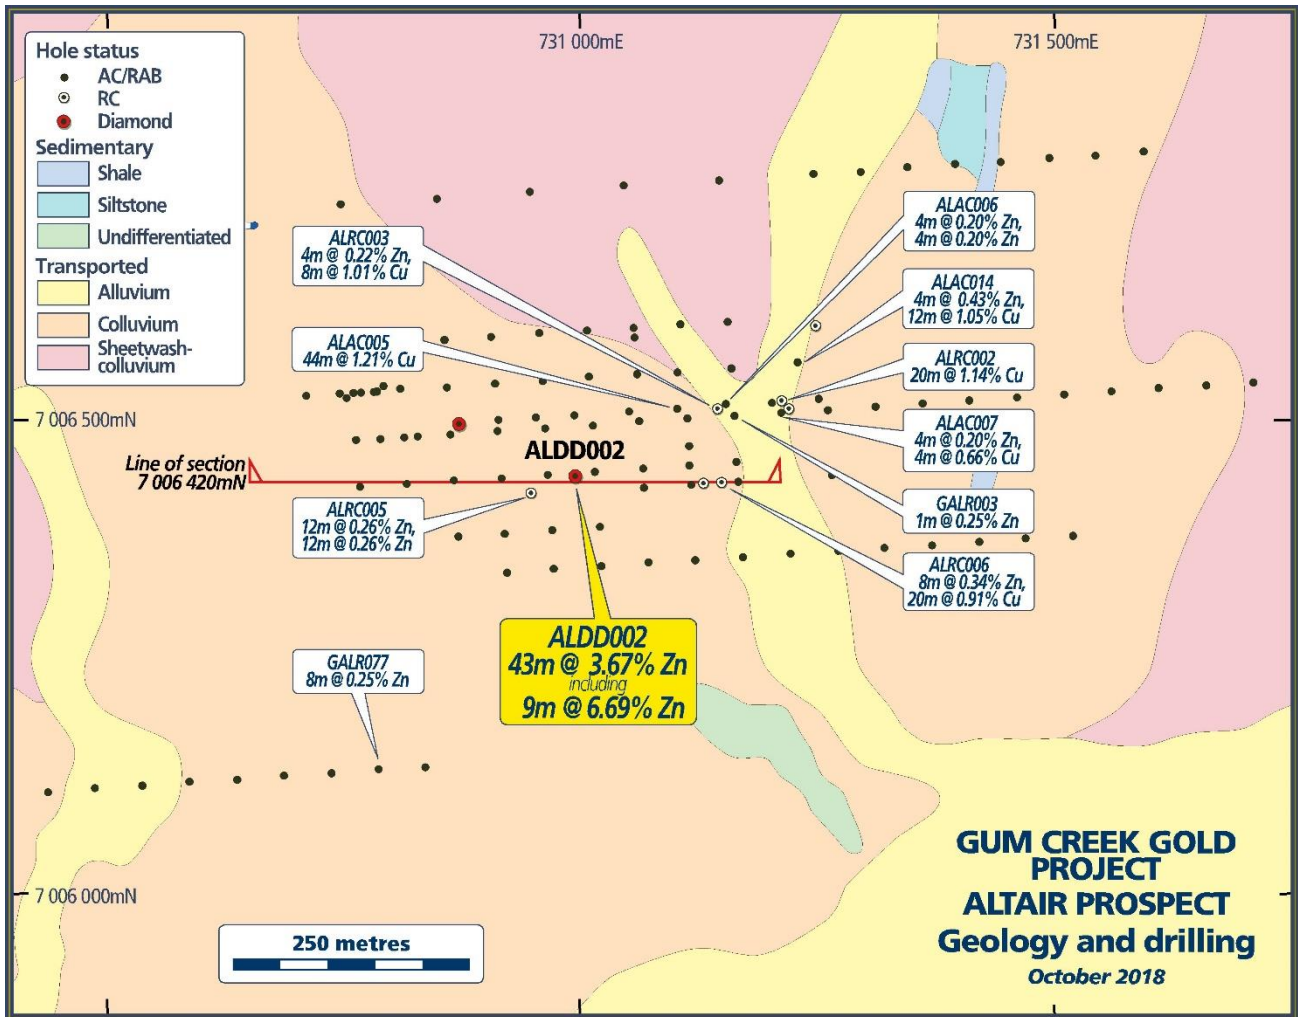 731 000mE
731 500mE
Hole status
AC/RAB
RC
Diamond
Sedimentary
Shale
Siltstone
Undifferentiated
Transported
Alluvium
Colluvium
Sheetwash-
colluvium
ALRC003
4m @ 0.22% Zn,
8m @ 1.01% Cu
ALAC005
44m @ 1.21% Cu
ALAC006
4m @ 0.20% Zn,
4m @ 0.20% Zn
ALAC014
4m @ 0.43% Zn,
12m @ 1.05% Cu
ALRC002
20m @ 1.14% Cu
ALAC007
4m @ 0.20% Zn,
4m @ 0.66% Cu
GALR003
1m @ 0.25% Zn
ALRC006
8m @ 0.34% Zn,
20m @ 0.91% Cu
7 006 500mN
ALDD002
Line of section
7 006 420mN
ALRC005
12m @ 0.26% Zn,
12m @ 0.26% Zn
ALDD002
43m @ 3.67% Zn
including
9m @ 6.69% Zn
GALR077
8m @ 0.25% Zn
7 006 000mN
250 metres
GUM CREEK GOLD
PROJECT
ALTAIR PROSPECT
Geology and drilling
October 2018